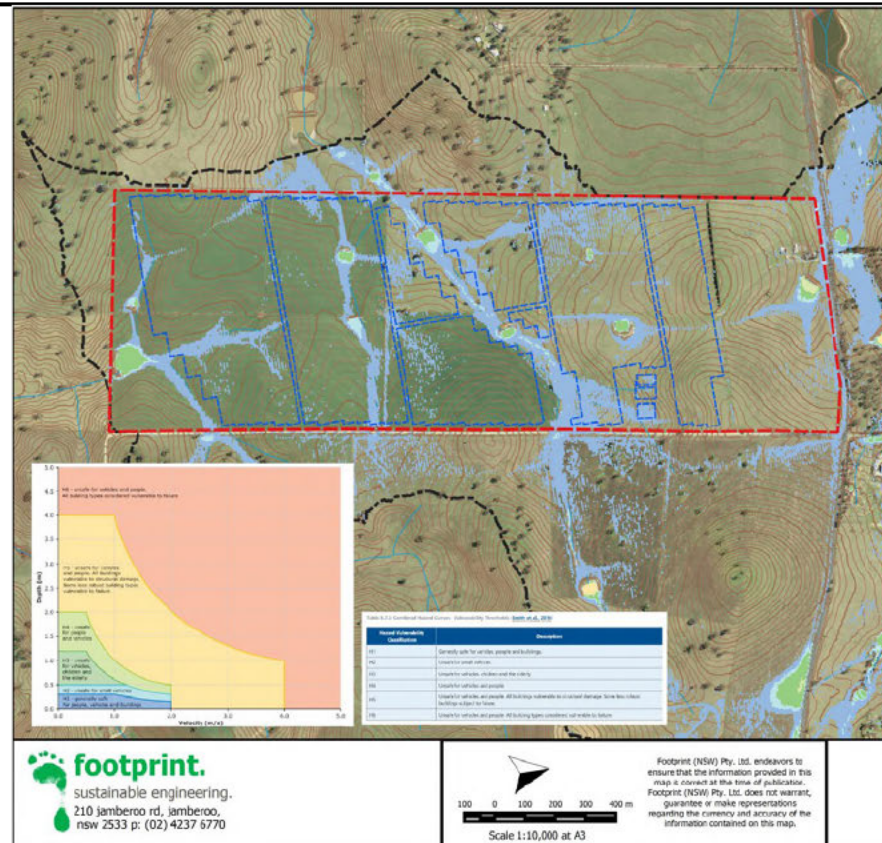 5.0
4.5
4.0
3.5
3.0
2.5
2.0
1.5
1.0
0.5
0.0
Depth (m)
H6 - unsafe for vehicles and people.
All building types considered vulnerable to failure
H5 - unsafe for vehicles
and people. All buildings
vulnerable to structural damage.
Some less robust building types
vulnerable to failure.
H4 - unsafe
for people
and vehicles
H3 - unsafe
for vehicles,
children and
the elderly
H2 - unsafe for small vehicles
H1 - generally safe
for people, vehicles and buildings
0.0 1.0 2.0 3.0 4.0 5.0
Velocity (m/s)
Combined Hazard Curves - Vulnerability Thresholds
Hazard Vulnerability Classification
Description
H1 Generally safe for vehicles, people and buildings.
H2 Unsafe for small vehicles.
H3 Unsafe for vehicles, children and the elderly.
H4 Unsafe for vehicles and people.
H5 Unsafe for vehicles and people. All buildings vulnerable to structural damage. Some less robust
buildings subject to failure.
H6 Unsafe for vehicles and people. All building types considered vulnerable to failure.
footprint.
sustainable engineering.
210 jamberoo rd, jamberoo,
nsw 2533 p: (02) 4237 6770
100 0 100 200 300 400 m
Scale 1:10,000 at A3
Footprint (NSW) Pty. Ltd. endeavors to
ensure that the information provided in this
map is correct at the time of publication.
Footprint (NSW) Pty. Ltd. does not warrant,
guarantee or make representations
regarding the currency and accuracy of the
information contained on this map.